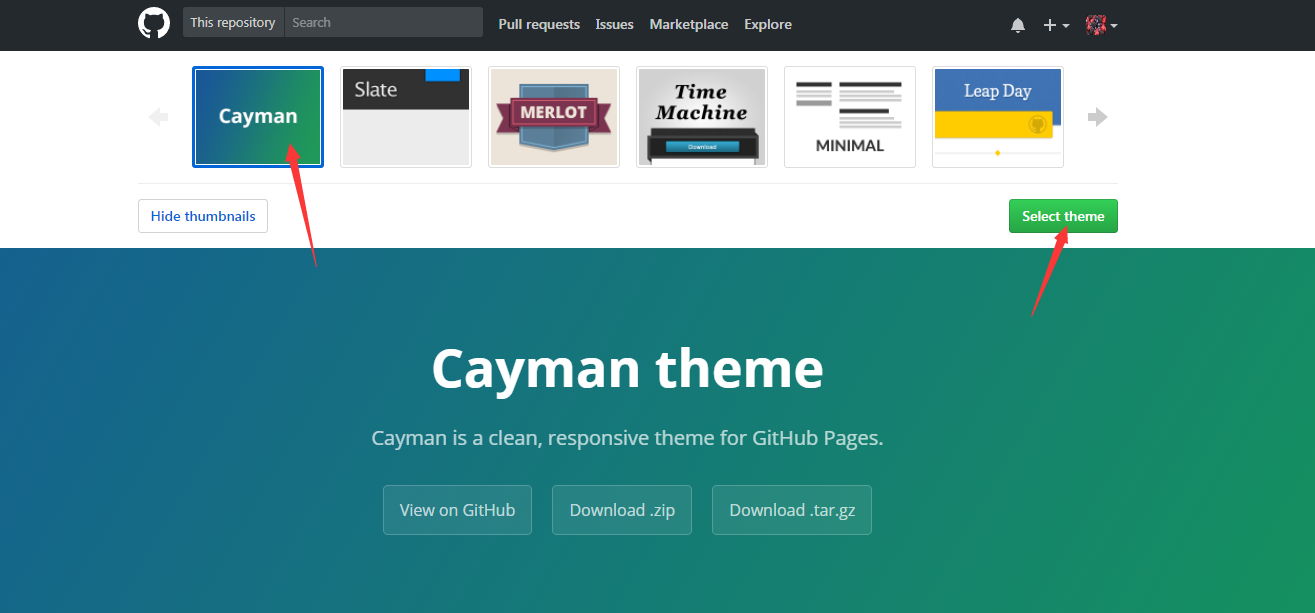 This repository Search Pull requests Issues Marketplace Explore
Cayman
Slate
MERLOT
Time
Machine
Download
MINIMAL
Leap Day
Hide thumbnails
Select theme
Cayman theme
Cayman is a clean, responsive theme for GitHub Pages.
View on GitHub Download .zip Download .tar.gz